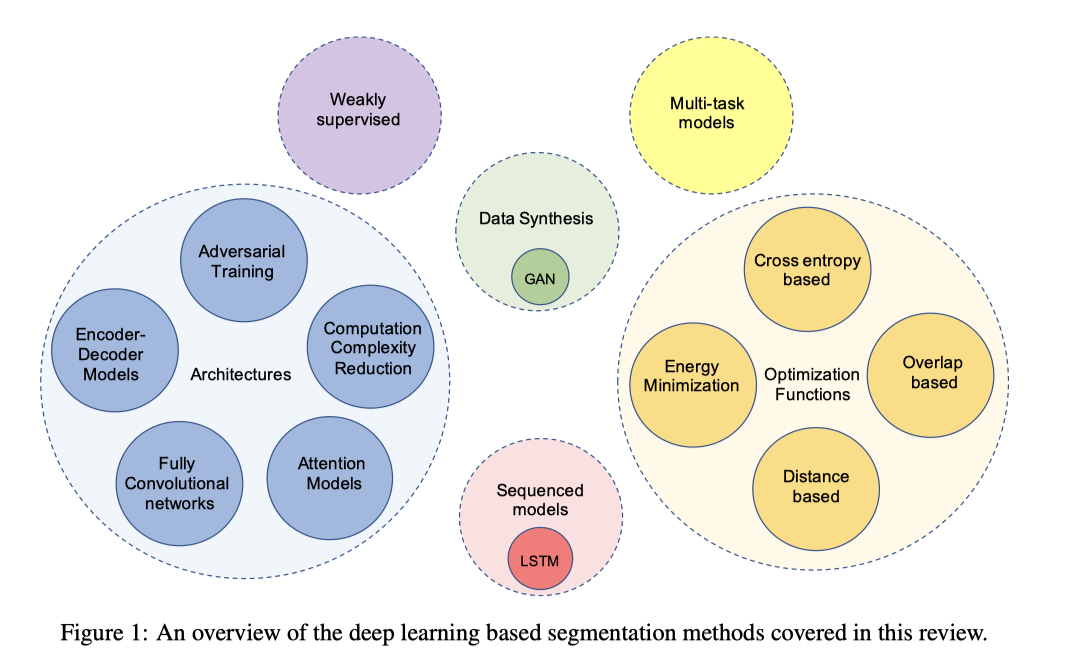 Weakly
supervised
Multi-task
models
Data Synthesis
GAN
Adversarial
Training
Encoder-
Decoder
Models
Computation
Complexity
Reduction
Architectures
Fully
Convolutional
networks
Attention
Models
Cross entropy
based
Energy
Minimization
Optimization
Functions
Overlap
based
Distance
based
Sequenced
models
LSTM
Figure 1: An overview of the deep learning based segmentation methods covered in this review.